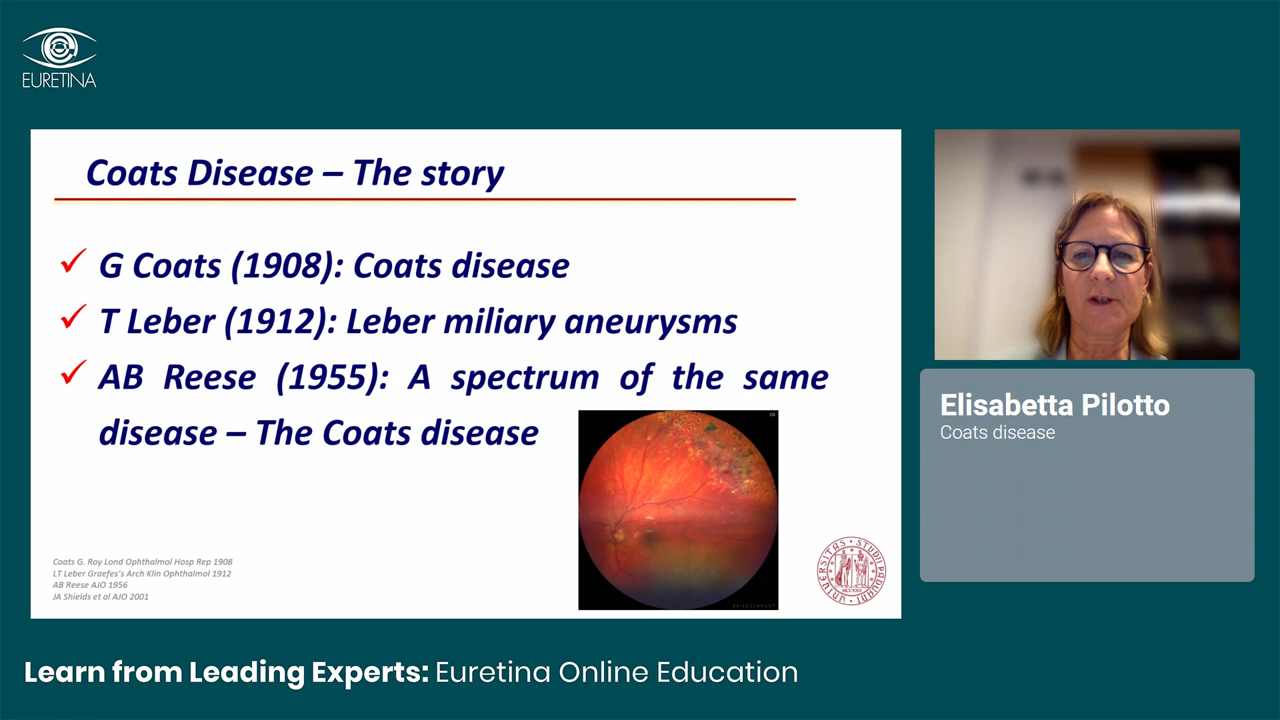 EURETINA
Coats Disease – The story
G Coats (1908): Coats disease
T Leber (1912): Leber miliary aneurysms
AB Reese (1955): A spectrum of the same
disease – The Coats disease
Coats G. Roy Lond Ophthalmol Hosp Rep 1908
LT Leber Graefes's Arch Klin Ophthalmol 1912
AB Reese AJO 1956
JA Shields et al AJO 2001
Elisabetta Pilotto
Coats disease
Learn from Leading Experts: Euretina Online Education